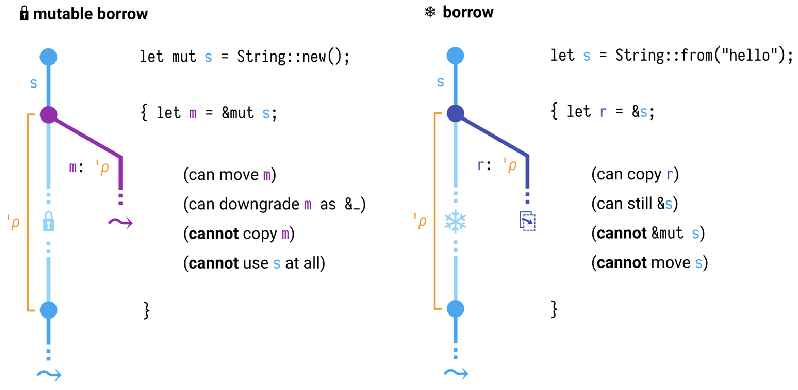 mutable borrow
let mut s = String::new();
s
{ let m = &mut s;
m: 'ρ
(can move m)
(can downgrade m as &_)
'ρ
(cannot copy m)
(cannot use s at all)
}
borrow
let s = String::from("hello");
s
{ let r = &s;
r: 'ρ
(can copy r)
(can still &s)
'ρ
(cannot &mut s)
(cannot move s)
}